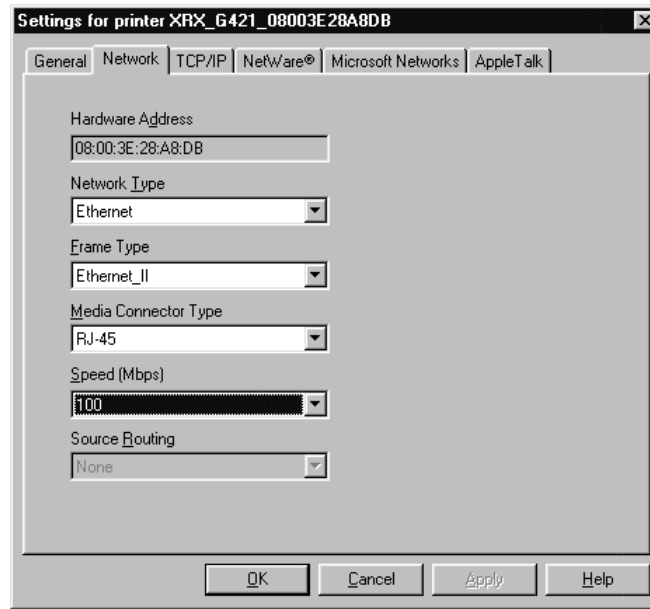 Settings for printer XRX_G421_08003E28A8DB
General Network TCP/IP NetWare® Microsoft Networks AppleTalk
Hardware Address
08:00:3E:28:A8:DB
Network Type
Ethernet
Frame Type
Ethernet_II
Media Connector Type
RJ-45
Speed (Mbps)
100
Source Routing
None
OK Cancel Apply Help